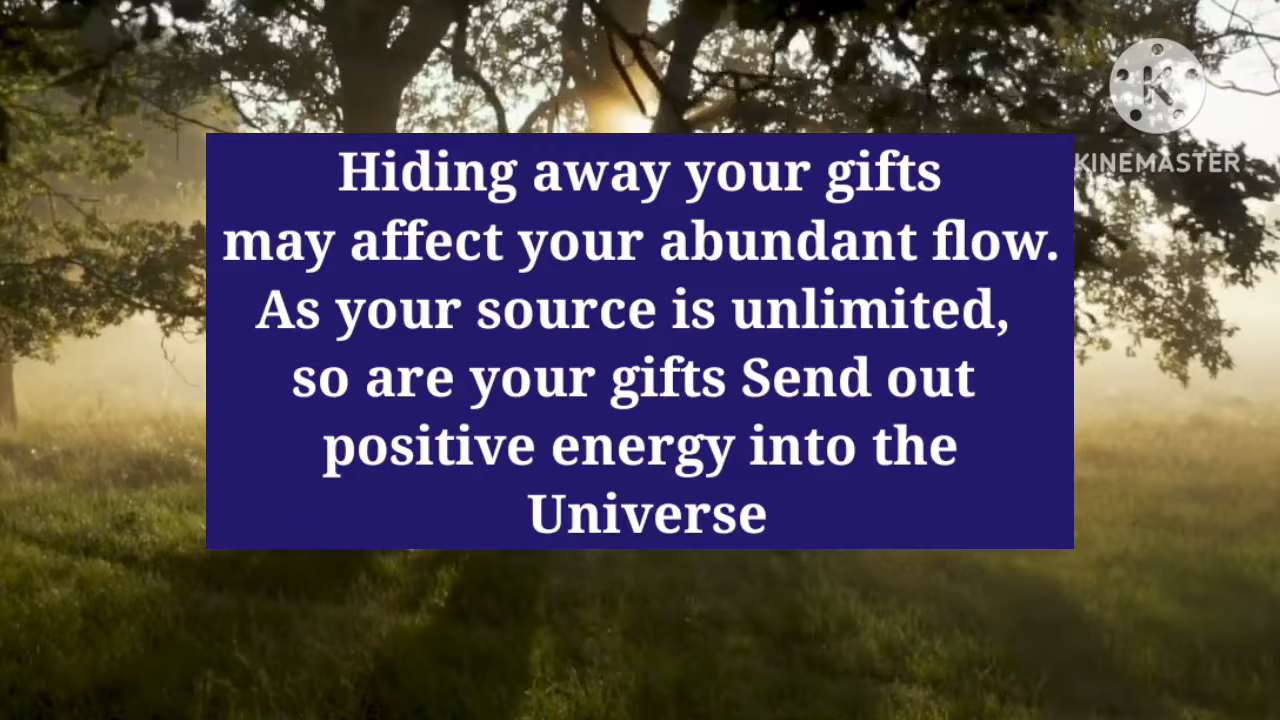 Hiding away your gifts
may affect your abundant flow.
As your source is unlimited,
so are your gifts Send out
positive energy into the
Universe
K
KINEMASTER